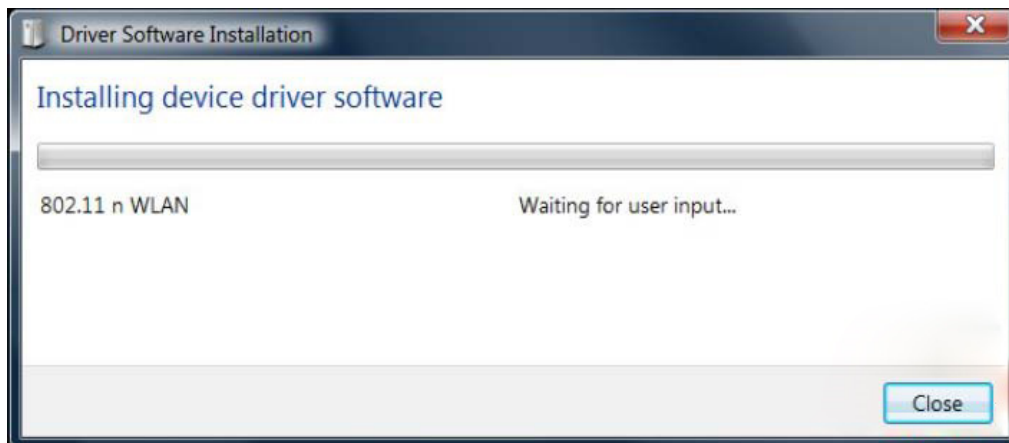 Driver Software Installation
Installing device driver software
802.11 n WLAN Waiting for user input...
Close